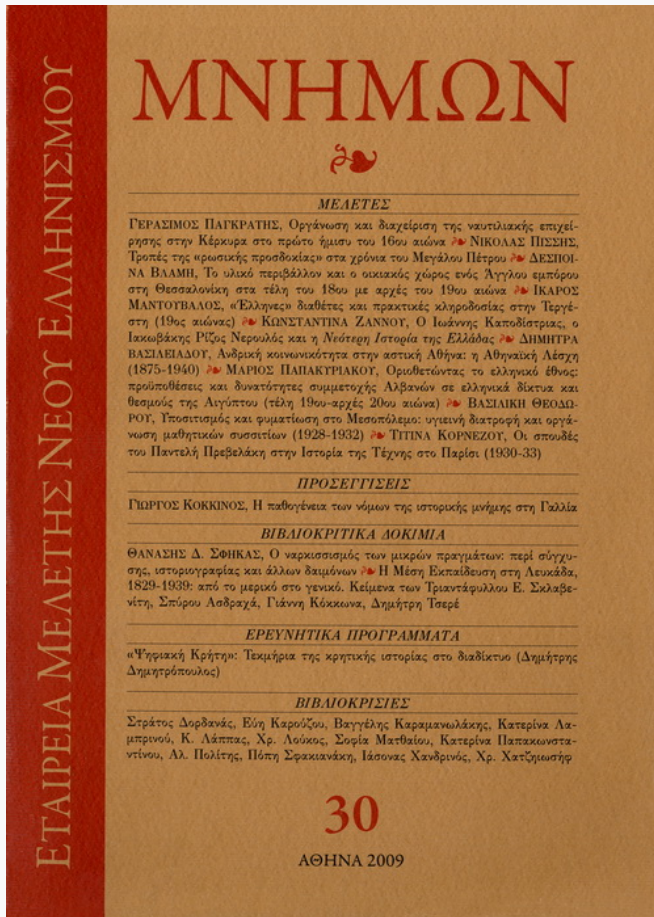 ΕΤΑΙΡΕΙΑ ΜΕΛΕΤΗΣ ΝΕΟΥ ΕΛΛΗΝΙΣΜΟΥ
ΜΝΗΜΩΝ
ΜΕΛΕΤΕΣ
ΓΕΡΑΣΙΜΟΣ ΠΑΓΚΡΑΤΗΣ, Οργάνωση και διαχείριση της ναυτιλιακής επιχεί-
ρησης στην Κέρκυρα στο πρώτο ήμισυ του 16ου αιώνα ΝΙΚΟΛΑΣ ΠΙΣΣΗΣ,
Τροπές της «ρωσικής προσδοκίας» στα χρόνια του Μεγάλου Πέτρου ΔΕΣΠΟΙ-
ΝΑ ΒΛΑΜΗ, Το υλικό περιβάλλον και ο οικιακός χώρος ενός Άγγλου εμπόρου
στη Θεσσαλονίκη στα τέλη του 18ου με αρχές του 19ου αιώνα ΙΚΑΡΟΣ
ΜΑΝΤΟΥΒΑΛΟΣ, «Έλληνες» διαθέτες και πρακτικές κληροδοσίας στην Τεργέ-
στη (19ος αιώνας) ΚΩΝΣΤΑΝΤΙΝΑ ΖΑΝΝΟΥ, Ο Ιωάννης Καποδίστριας, ο
Ιακωβάκης Ρίζος Νερουλός και η Νεότερη Ιστορία της Ελλάδας ΔΗΜΗΤΡΑ
ΒΑΣΙΛΕΙΑΔΟΥ, Ανδρική κοινωνικότητα στην αστική Αθήνα: η Αθηναϊκή Λέσχη
(1875-1940) ΜΑΡΙΟΣ ΠΑΠΑΚΥΡΙΑΚΟΥ, Οριοθετώντας το ελληνικό έθνος:
προϋποθέσεις και δυνατότητες συμμετοχής Αλβανών σε ελληνικά δίκτυα και
θεσμούς της Αιγύπτου (τέλη 19ου-αρχές 20ου αιώνα) ΒΑΣΙΛΙΚΗ ΘΕΟΔΩ-
ΡΟΥ, Υποσιτισμός και φυματίωση στο Μεσοπόλεμο: υγιεινή διατροφή και οργά-
νωση μαθητικών συσσιτίων (1928-1932) ΤΙΤΙΝΑ ΚΟΡΝΕΖΟΥ, Οι σπουδές
του Παντελή Πρεβελάκη στην Ιστορία της Τέχνης στο Παρίσι (1930-33)
ΠΡΟΣΕΓΓΙΣΕΙΣ
ΓΙΩΡΓΟΣ ΚΟΚΚΙΝΟΣ, Η παθογένεια των νόμων της ιστορικής μνήμης στη Γαλλία
ΒΙΒΛΙΟΚΡΙΤΙΚΑ ΔΟΚΙΜΙΑ
ΘΑΝΑΣΗΣ Δ. ΣΦΗΚΑΣ, Ο ναρκισσισμός των μικρών πραγμάτων: περί σύγχυ-
σης, ιστοριογραφίας και άλλων δαιμόνων Η Μέση Εκπαίδευση στη Λευκάδα,
1829-1939: από το μερικό στο γενικό. Κείμενα των Τριαντάφυλλου Ε. Σκλαβε-
νίτη, Σπύρου Ασδραχά, Γιάννη Κόκκωνα, Δημήτρη Τσερέ
ΕΡΕΥΝΗΤΙΚΑ ΠΡΟΓΡΑΜΜΑΤΑ
«Ψηφιακή Κρήτη»: Τεκμήρια της κρητικής ιστορίας στο διαδίκτυο (Δημήτρης
Δημητρόπουλος)
ΒΙΒΛΙΟΚΡΙΣΙΕΣ
Στράτος Δορδανάς, Εύη Καρούζου, Βαγγέλης Καραμανωλάκης, Κατερίνα Λα-
μπρινού, Κ. Λάππας, Χρ. Λούκος, Σοφία Ματθαίου, Κατερίνα Παπακωνστα-
ντίνου, Αλ. Πολίτης, Πόπη Σφακιανάκη, Ιάσονας Χανδρινός, Χρ. Χατζηιωσήφ
30
ΑΘΗΝΑ 2009